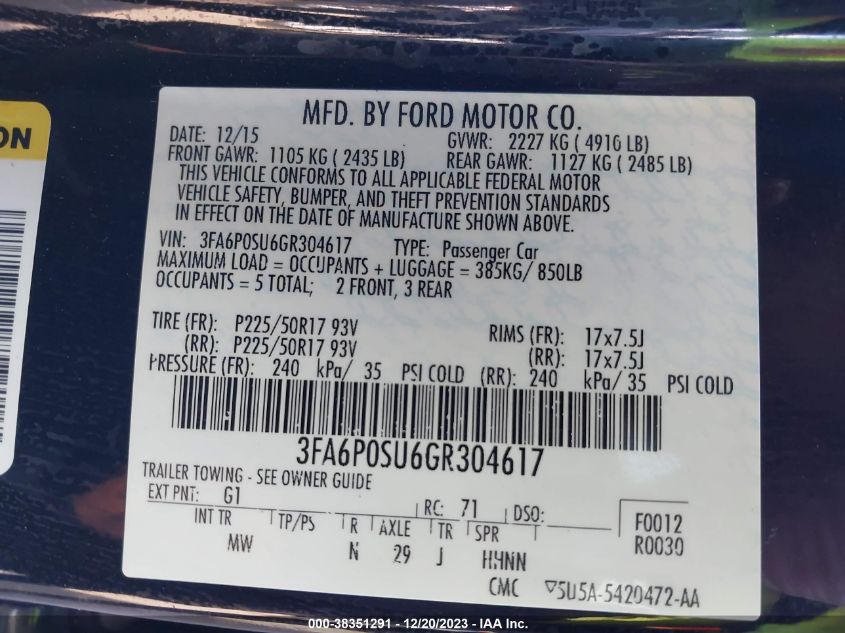 ON
MFD. BY FORD MOTOR CO.
DATE: 12/15 GVWR: 2227 KG ( 4910 LB)
FRONT GAWR: 1105 KG ( 2435 LB) REAR GAWR: 1127 KG ( 2485 LB)
THIS VEHICLE CONFORMS TO ALL APPLICABLE FEDERAL MOTOR
VEHICLE SAFETY, BUMPER, AND THEFT PREVENTION STANDARDS
IN EFFECT ON THE DATE OF MANUFACTURE SHOWN ABOVE.
VIN: 3FA6P0SU6GR304617 TYPE: Passenger Car
MAXIMUM LOAD = OCCUPANTS + LUGGAGE = 385KG/ 850LB
OCCUPANTS = 5 TOTAL; 2 FRONT, 3 REAR
TIRE (FR): P225/50R17 93V RIMS (FR): 17x7.5J
(RR): P225/50R17 93V (RR): 17x7.5J
PRESSURE (FR): 240 kPa/ 35 PSI COLD (RR): 240 kPa/ 35 PSI COLD
3FA6P0SU6GR304617
TRAILER TOWING - SEE OWNER GUIDE
EXT PNT: G1 RC: 71 DSO: F0012
INT TR TP/PS R AXLE TR SPR R0030
MW N 29 J HHNN
CMC 5U5A-5420472-AA
000-38351291 - 12/20/2023 - IAA Inc.